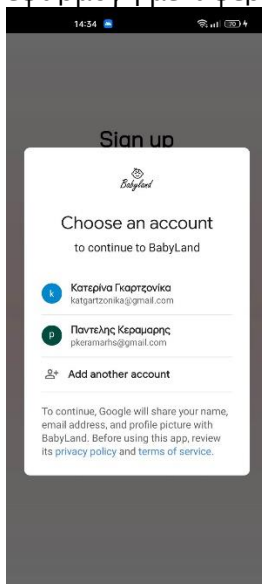 14:34
70
Sign up
Babyland
Choose an account
to continue to BabyLand
k
Κατερίνα Γκαρτζονίκα
katgartzonika@gmail.com
P
Παντελής Κεραμαρης
pkeramarhs@gmail.com
Add another account
To continue, Google will share your name,
email address, and profile picture with
BabyLand. Before using this app, review
its privacy policy and terms of service.